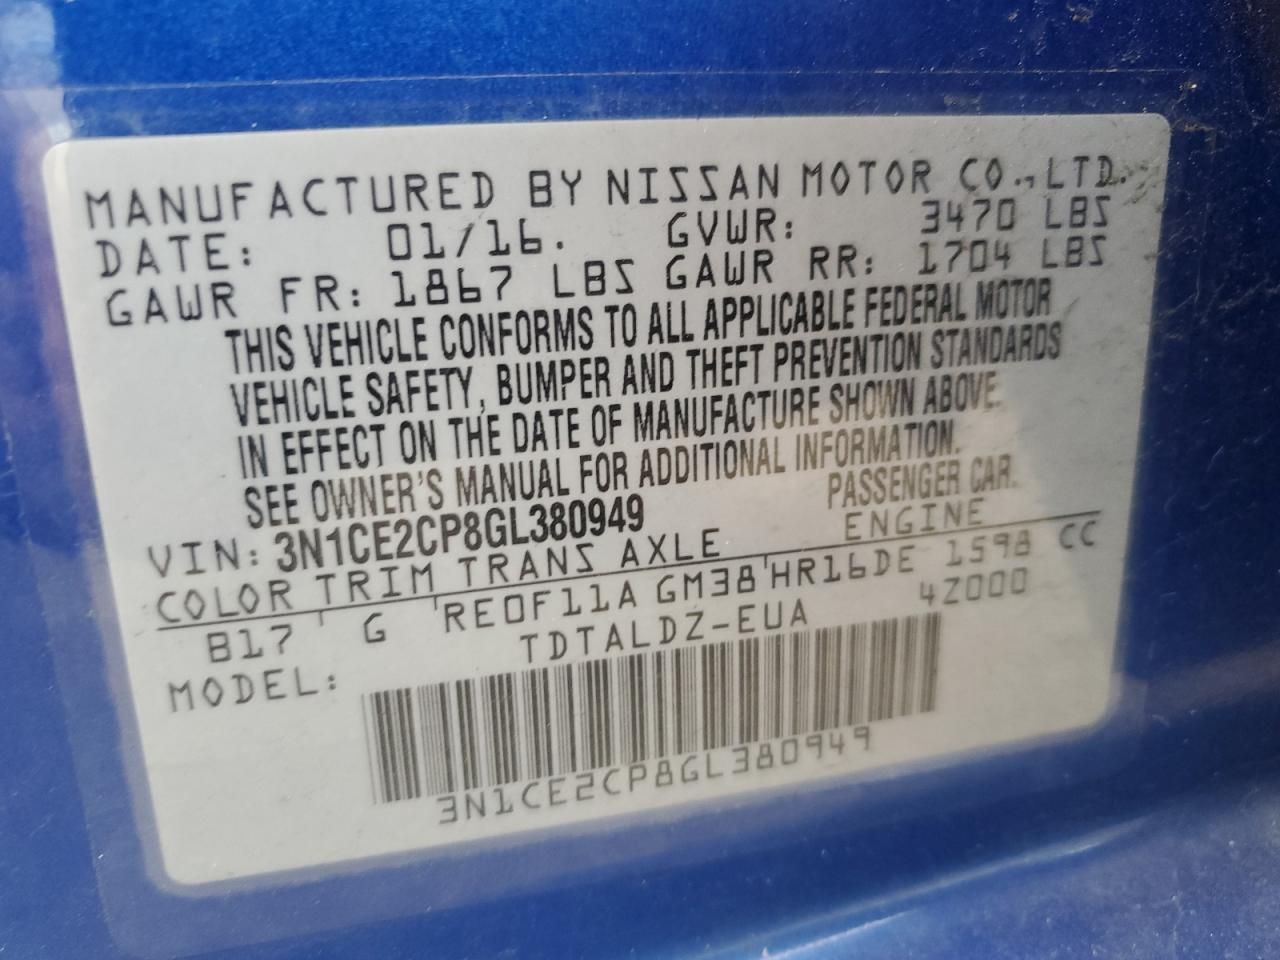 MANUFACTURED BY NISSAN MOTOR CO.,LTD.
DATE: 01/16. GVWR: 3470 LBS
GAWR FR: 1867 LBS GAWR RR: 1704 LBS
THIS VEHICLE CONFORMS TO ALL APPLICABLE FEDERAL MOTOR
VEHICLE SAFETY, BUMPER AND THEFT PREVENTION STANDARDS
IN EFFECT ON THE DATE OF MANUFACTURE SHOWN ABOVE.
SEE OWNER'S MANUAL FOR ADDITIONAL INFORMATION.
VIN: 3N1CE2CP8GL380949 PASSENGER CAR.
COLOR TRIM TRANS AXLE ENGINE
B17 G RE0F11A GM38 HR16DE 1598 CC
MODEL: TDTALDZ-EUA 4Z000
3N1CE2CP8GL380949